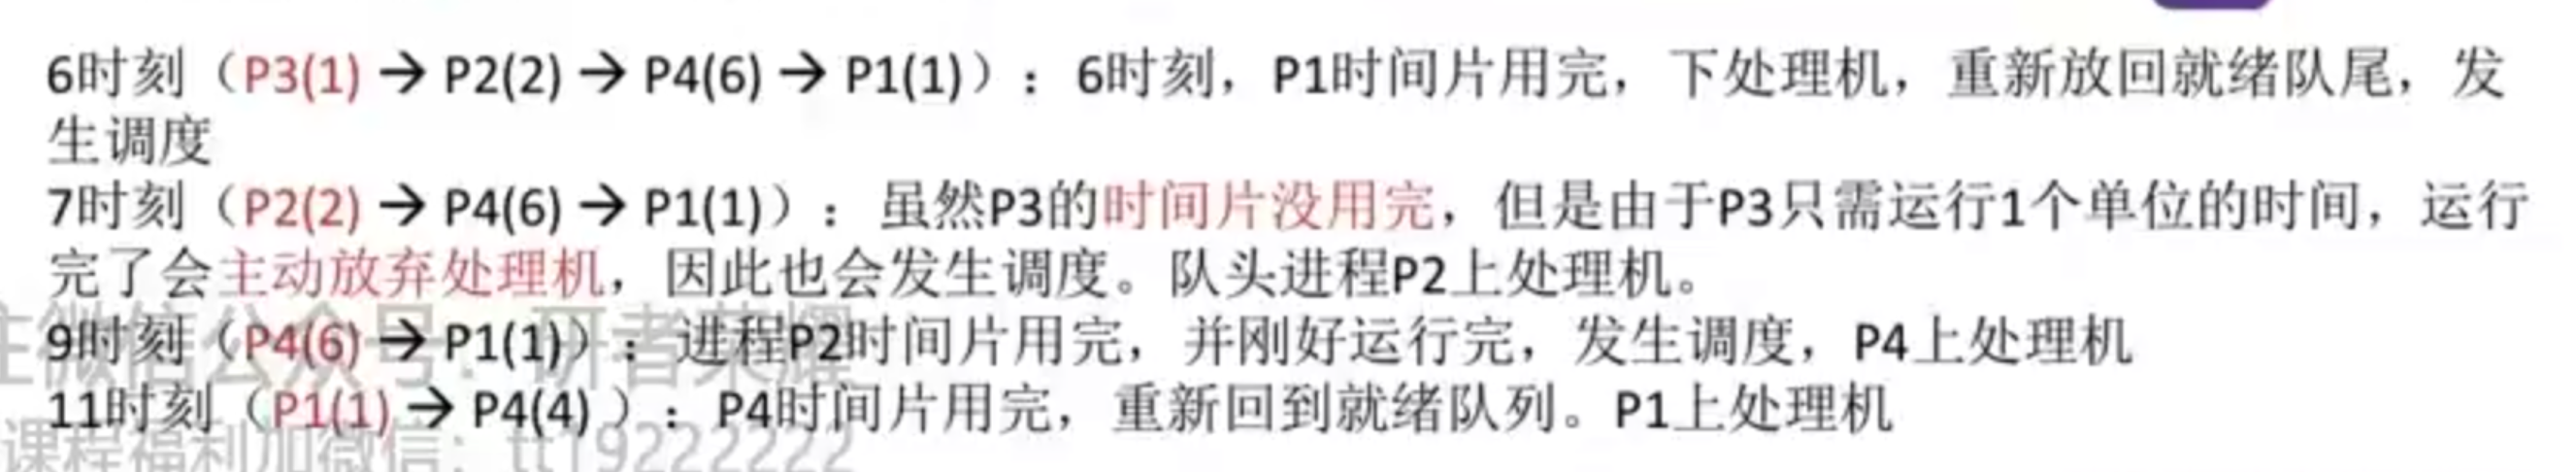 6时刻（P3(1) → P2(2) → P4(6) → P1(1)）：6时刻，P1时间片用完，下处理机，重新放回就绪队尾，发
生调度
7时刻（P2(2) → P4(6) → P1(1)）：虽然P3的时间片没用完，但是由于P3只需运行1个单位的时间，运行
完了会主动放弃处理机，因此也会发生调度。队头进程P2上处理机。
9时刻（P4(6) → P1(1)）：进程P2时间片用完，并刚好运行完，发生调度，P4上处理机
主微信公众号：研者荣耀
11时刻（P1(1) → P4(4) ）：P4时间片用完，重新回到就绪队列。P1上处理机
课程福利加微信：tt19222222